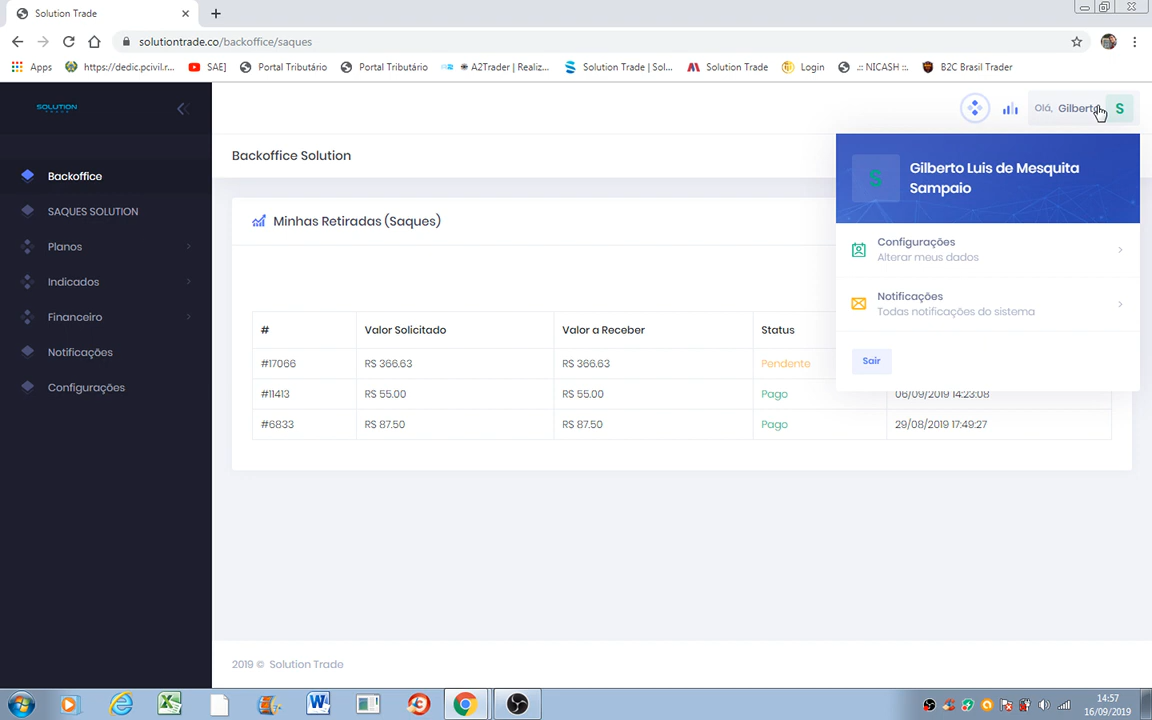 Solution Trade
solutiontrade.co/backoffice/saques
Apps
https://dedic.pcivil.r...
SAE]
Portal Tributário
Portal Tributário
A2Trader | Realiz...
Solution Trade | Sol...
Solution Trade
Login
.:: NICASH ::.
B2C Brasil Trader
SOLUTION
TRADE
Olá, Gilberto
S
Backoffice
SAQUES SOLUTION
Planos
Indicados
Financeiro
Notificações
Configurações
Backoffice Solution
Minhas Retiradas (Saques)
S
Gilberto Luis de Mesquita
Sampaio
Configurações
Alterar meus dados
Notificações
Todas notificações do sistema
Sair
# Valor Solicitado Valor a Receber Status
#17066 R$ 366.63 R$ 366.63 Pendente
#11413 R$ 55.00 R$ 55.00 Pago 06/09/2019 14:23:08
#6833 R$ 87.50 R$ 87.50 Pago 29/08/2019 17:49:27
2019 © Solution Trade
14:57
16/09/2019